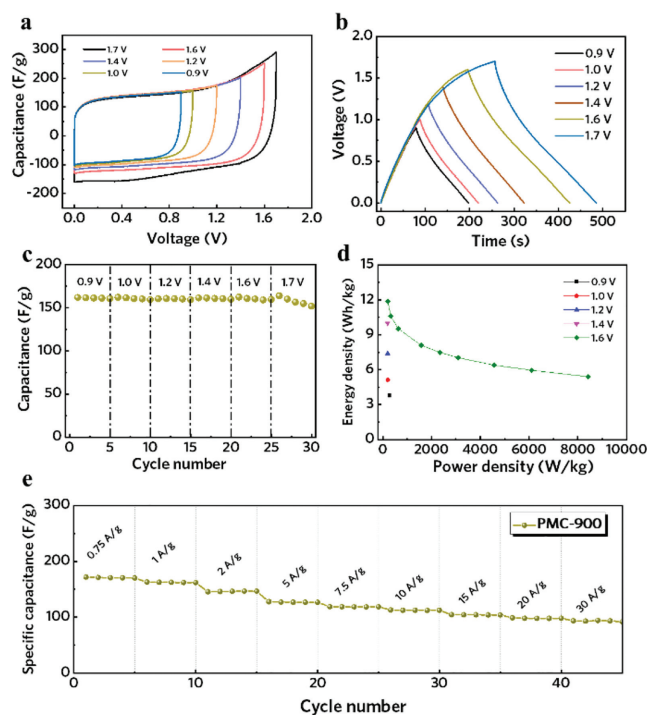 a
Capacitance (F/g)
300
200
100
0
-100
-200
1.7 V 1.6 V
1.4 V 1.2 V
1.0 V 0.9 V
0.0 0.4 0.8 1.2 1.6 2.0
Voltage (V)
b
Voltage (V)
2.0
1.5
1.0
0.5
0.0
0.9 V
1.0 V
1.2 V
1.4 V
1.6 V
1.7 V
0 100 200 300 400 500
Time (s)
c
Capacitance (F/g)
200
150
100
50
0
0.9 V 1.0 V 1.2 V 1.4 V 1.6 V 1.7 V
0 5 10 15 20 25 30
Cycle number
d
Energy density (Wh/kg)
15
12
9
6
3
0
0.9 V
1.0 V
1.2 V
1.4 V
1.6 V
0 2000 4000 6000 8000 10000
Power density (W/kg)
e
Specific capacitance (F/g)
300
200
100
0
PMC-900
0.75 A/g
1 A/g
2 A/g
5 A/g
7.5 A/g
10 A/g
15 A/g
20 A/g
30 A/g
0 10 20 30 40
Cycle number